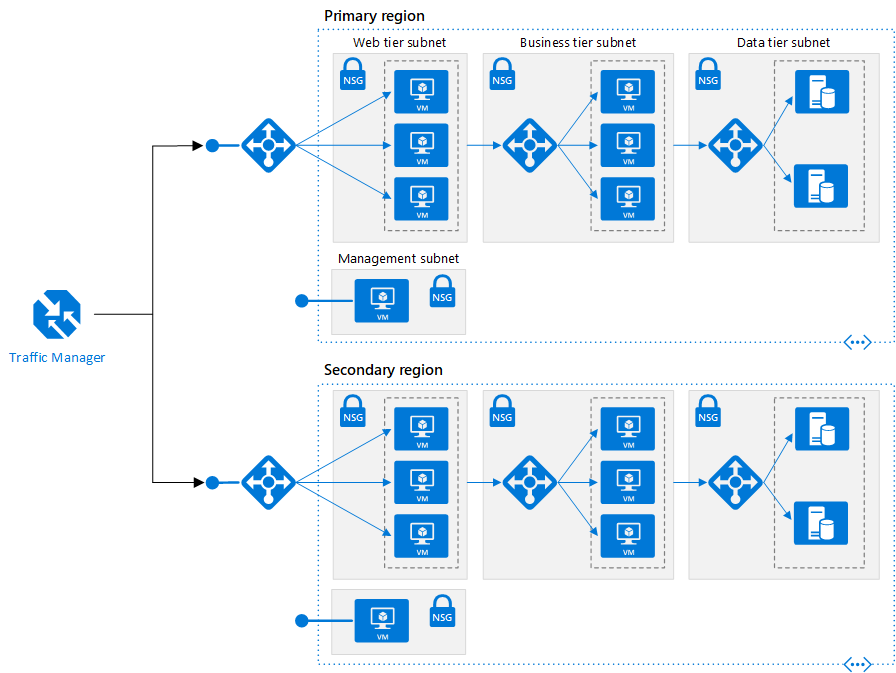 Primary region
Web tier subnet
Business tier subnet
Data tier subnet
NSG
NSG
NSG
VM
VM
VM
VM
VM
VM
Management subnet
VM
NSG
Traffic Manager
Secondary region
NSG
NSG
NSG
VM
VM
VM
VM
VM
VM
VM
NSG